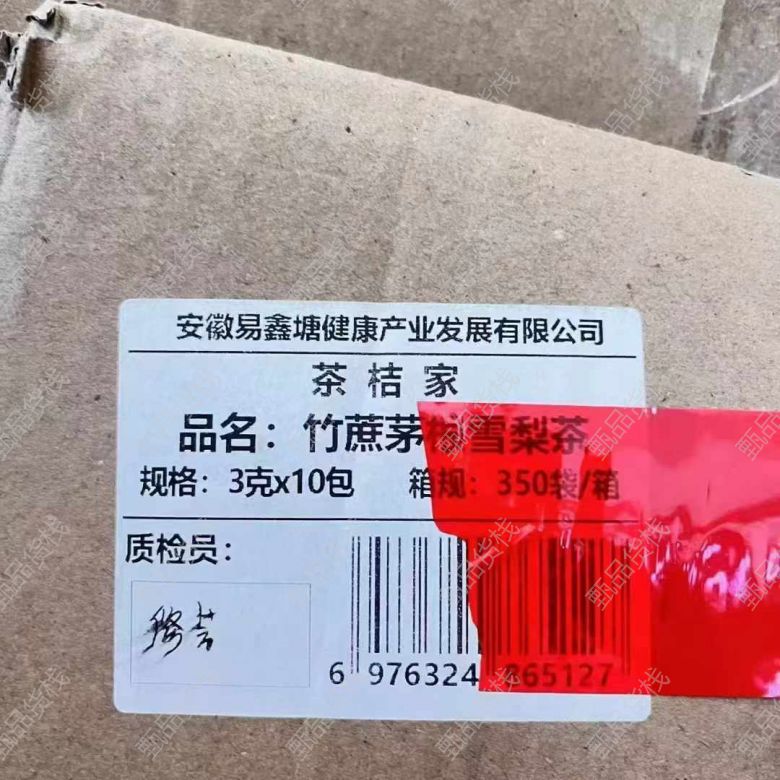 安徽易鑫塘健康产业发展有限公司
茶桔家
品名：竹蔗茅根雪梨茶
规格：3克x10包 箱规：350袋/箱
质检员：
6 976324 865127
甄品货栈